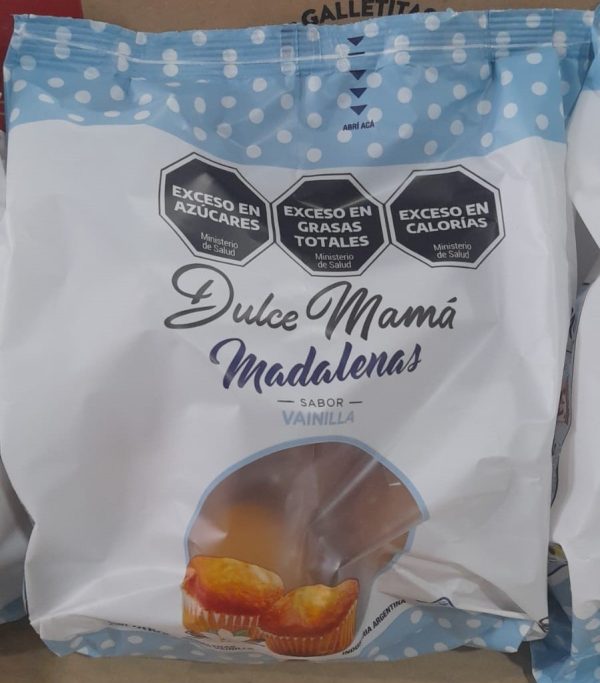 GALLETITAS
ABRÍ ACÁ
EXCESO EN
AZÚCARES
Ministerio
de Salud
EXCESO EN
GRASAS
TOTALES
Ministerio
de Salud
EXCESO EN
CALORÍAS
Ministerio
de Salud
Dulce Mamá
Madalenas
SABOR
VAINILLA
INDUSTRIA ARGENTINA